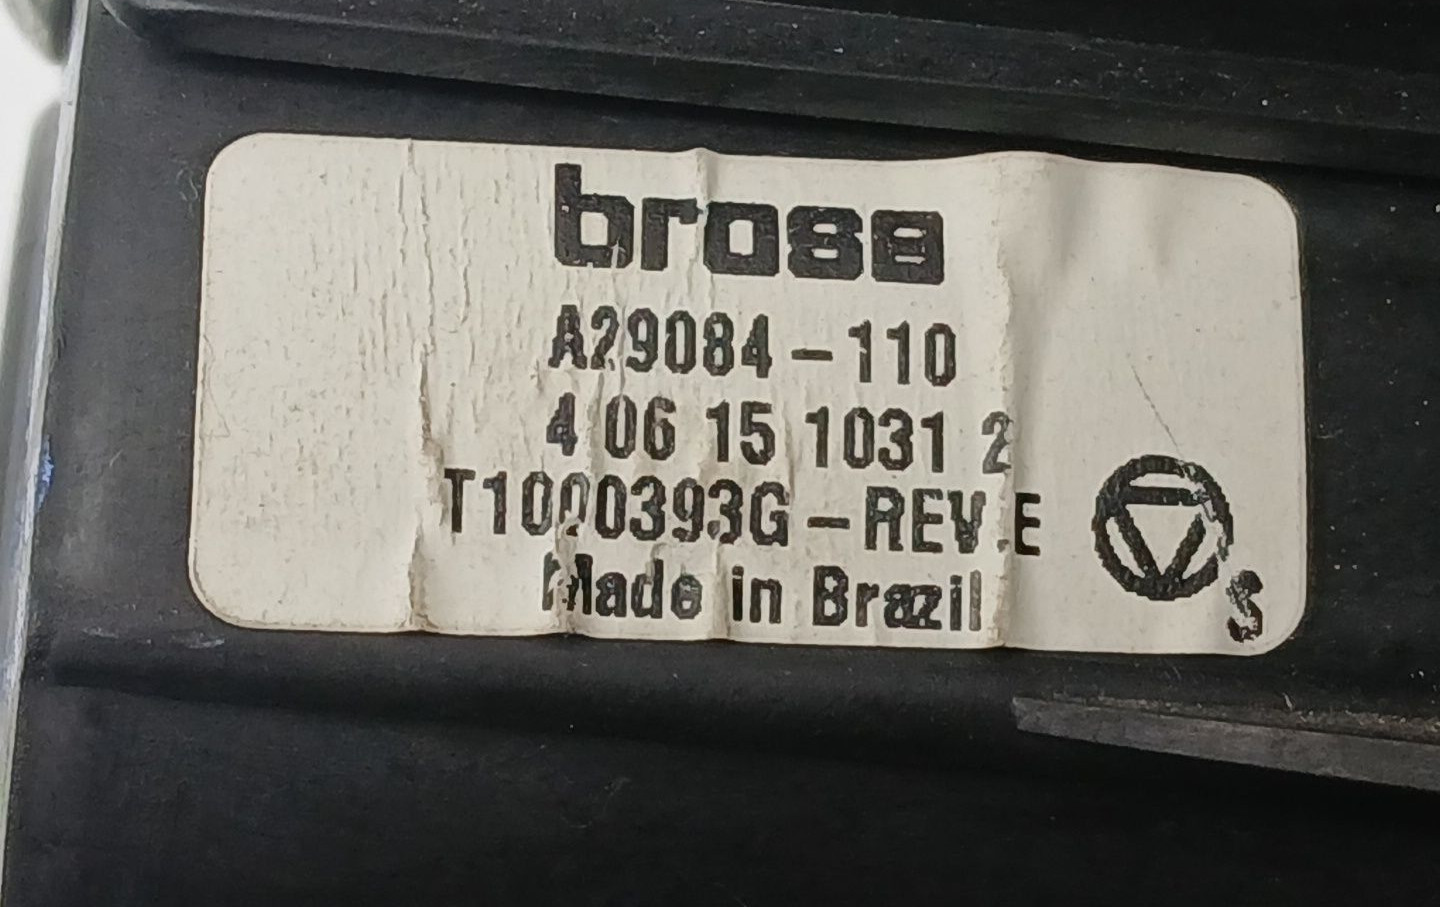 brose
A29084-110
4 06 15 1031 2
T1000393G-REV.E
Made in Brazil
S